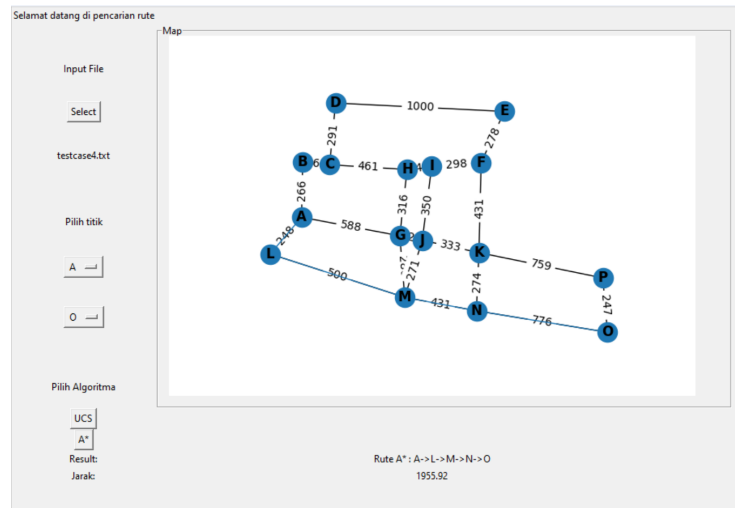 Selamat datang di pencarian rute
Map
Input File
Select
testcase4.txt
Pilih titik
A
O
Pilih Algoritma
UCS
A*
Result:
Jarak:
D
1000
E
291
278
B
C
461
H
I
298
F
266
316
350
431
A
588
G
J
333
K
248
L
271
759
P
500
274
M
431
N
247
776
O
Rute A* : A->L->M->N->O
1955.92